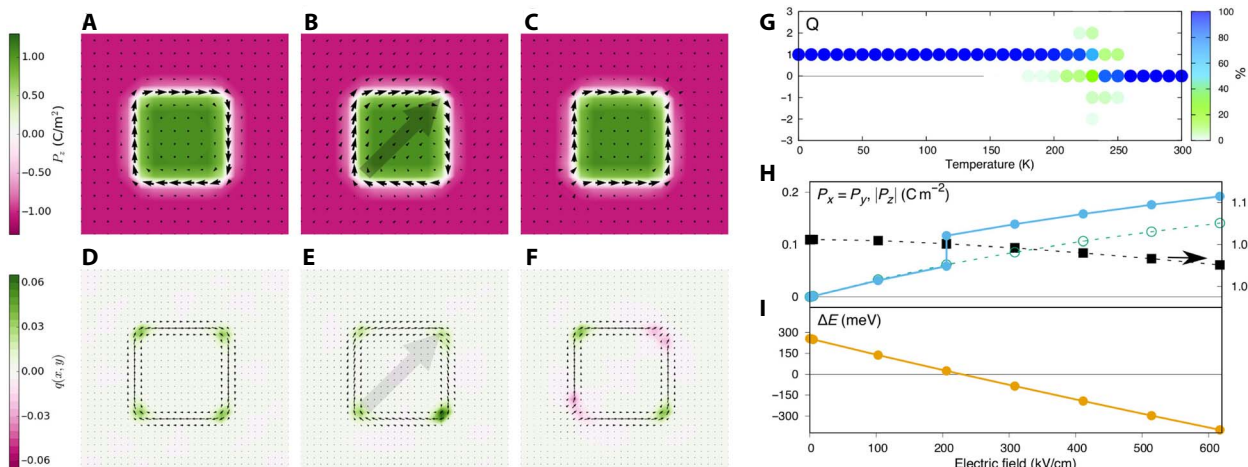 A
B
C
1.00
0.50
0.00
−0.50
−1.00
P_z (C/m²)
D
E
F
0.06
0.03
0.00
−0.03
−0.06
q(x, y)
G
Q
3
2
1
0
−1
−2
−3
0 50 100 150 200 250 300
Temperature (K)
100
80
60
40
20
0
%
H
P_x = P_y, |P_z| (C m⁻²)
0.2
0.1
0
1.1
1.0
1.0
I
ΔE (meV)
300
150
0
−150
−300
0 100 200 300 400 500 600
Electric field (kV/cm)